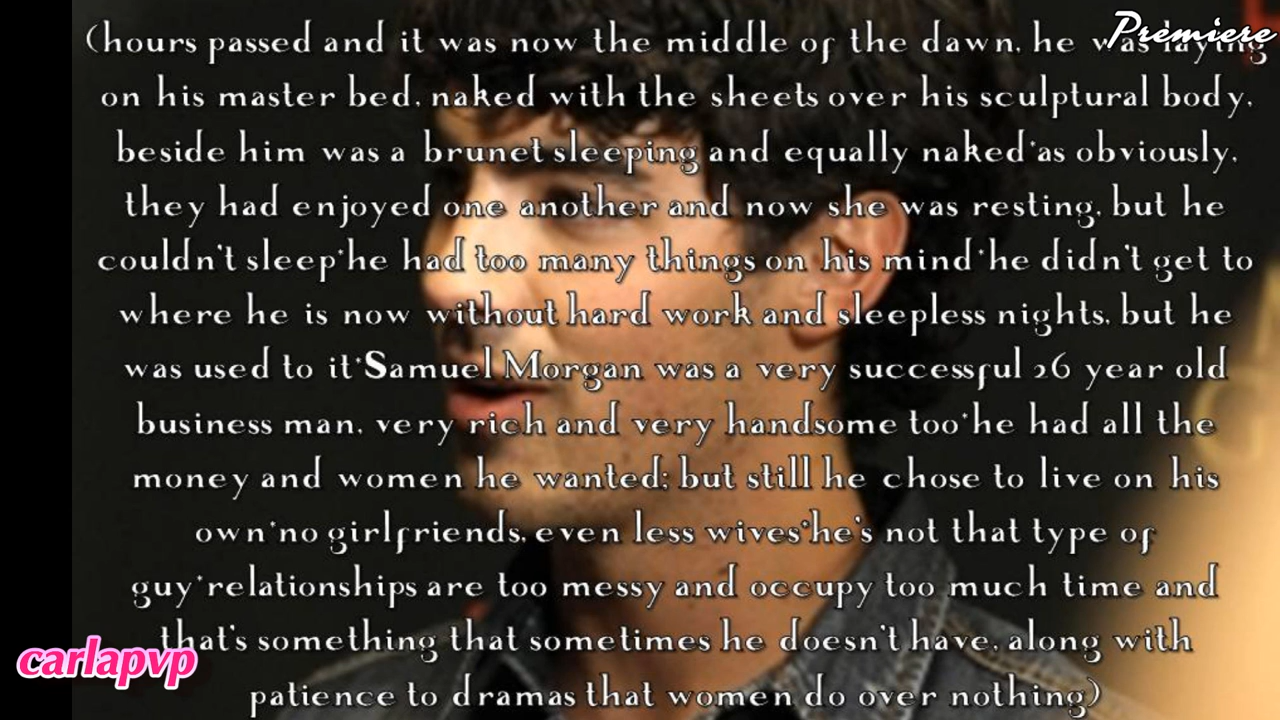 Premiere
(hours passed and it was now the middle of the dawn, he was laying
on his master bed, naked with the sheets over his sculptural body,
beside him was a brunet sleeping and equally naked*as obviously,
they had enjoyed one another and now she was resting, but he
couldn't sleep*he had too many things on his mind*he didn't get to
where he is now without hard work and sleepless nights, but he
was used to it*Samuel Morgan was a very successful 26 year old
business man, very rich and very handsome too*he had all the
money and women he wanted; but still he chose to live on his
own*no girlfriends, even less wives*he's not that type of
guy*relationships are too messy and occupy too much time and
that's something that sometimes he doesn't have, along with
patience to dramas that women do over nothing)
carlapvp